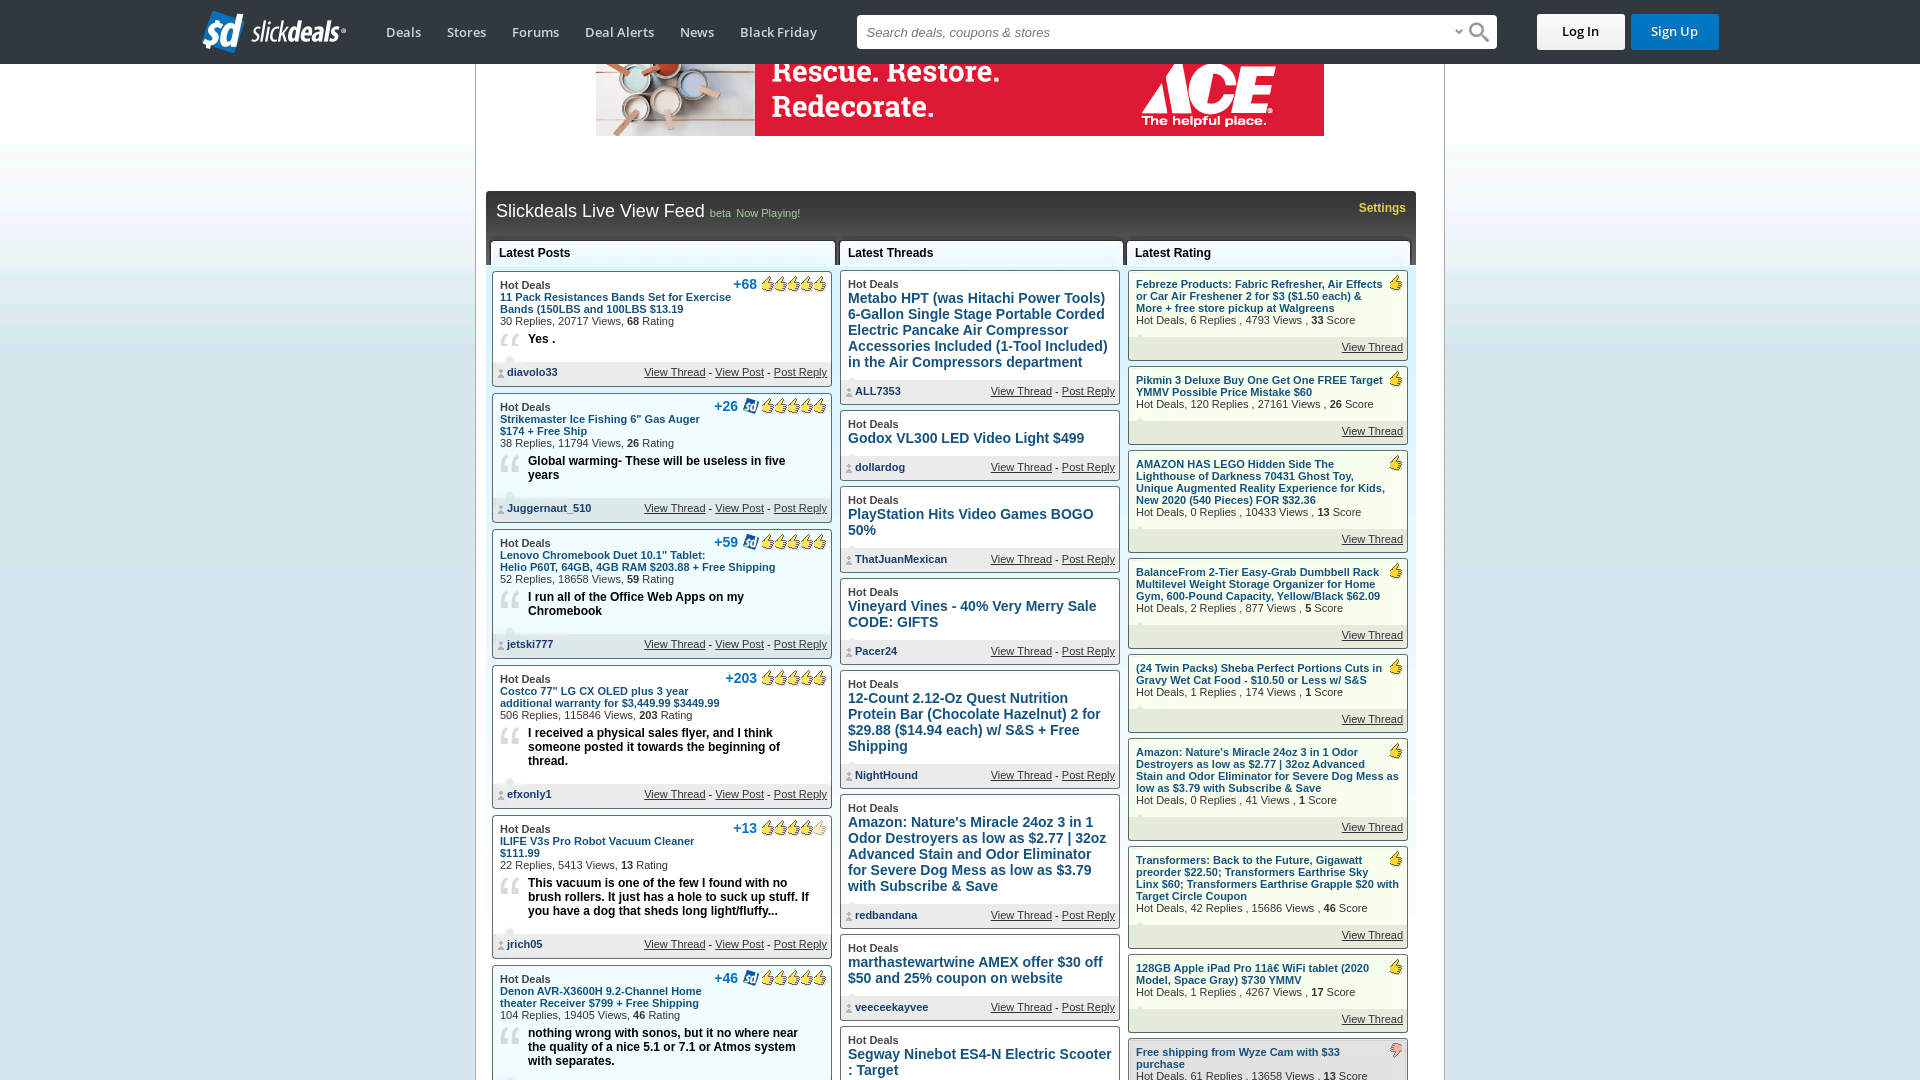 sd slickdeals
Deals
Stores
Forums
Deal Alerts
News
Black Friday
Search deals, coupons & stores
Log In
Sign Up
Rescue. Restore.
Redecorate.
ACE
The helpful place.
Slickdeals Live View Feed beta Now Playing!
Settings
Latest Posts
Hot Deals
+68
11 Pack Resistances Bands Set for Exercise
Bands (150LBS and 100LBS $13.19
30 Replies, 20717 Views, 68 Rating
Yes .
diavolo33
View Thread - View Post - Post Reply
Hot Deals
+26
Strikemaster Ice Fishing 6" Gas Auger
$174 + Free Ship
38 Replies, 11794 Views, 26 Rating
Global warming- These will be useless in five
years
Juggernaut_510
View Thread - View Post - Post Reply
Hot Deals
+59
Lenovo Chromebook Duet 10.1" Tablet:
Helio P60T, 64GB, 4GB RAM $203.88 + Free Shipping
52 Replies, 18658 Views, 59 Rating
I run all of the Office Web Apps on my
Chromebook
jetski777
View Thread - View Post - Post Reply
Hot Deals
+203
Costco 77" LG CX OLED plus 3 year
additional warranty for $3,449.99 $3449.99
506 Replies, 115846 Views, 203 Rating
I received a physical sales flyer, and I think
someone posted it towards the beginning of
thread.
efxonly1
View Thread - View Post - Post Reply
Hot Deals
+13
ILIFE V3s Pro Robot Vacuum Cleaner
$111.99
22 Replies, 5413 Views, 13 Rating
This vacuum is one of the few I found with no
brush rollers. It just has a hole to suck up stuff. If
you have a dog that sheds long light/fluffy...
jrich05
View Thread - View Post - Post Reply
Hot Deals
+46
Denon AVR-X3600H 9.2-Channel Home
theater Receiver $799 + Free Shipping
104 Replies, 19405 Views, 46 Rating
nothing wrong with sonos, but it no where near
the quality of a nice 5.1 or 7.1 or Atmos system
with separates.
Latest Threads
Hot Deals
Metabo HPT (was Hitachi Power Tools)
6-Gallon Single Stage Portable Corded
Electric Pancake Air Compressor
Accessories Included (1-Tool Included)
in the Air Compressors department
ALL7353
View Thread - Post Reply
Hot Deals
Godox VL300 LED Video Light $499
dollardog
View Thread - Post Reply
Hot Deals
PlayStation Hits Video Games BOGO
50%
ThatJuanMexican
View Thread - Post Reply
Hot Deals
Vineyard Vines - 40% Very Merry Sale
CODE: GIFTS
Pacer24
View Thread - Post Reply
Hot Deals
12-Count 2.12-Oz Quest Nutrition
Protein Bar (Chocolate Hazelnut) 2 for
$29.88 ($14.94 each) w/ S&S + Free
Shipping
NightHound
View Thread - Post Reply
Hot Deals
Amazon: Nature's Miracle 24oz 3 in 1
Odor Destroyers as low as $2.77 | 32oz
Advanced Stain and Odor Eliminator
for Severe Dog Mess as low as $3.79
with Subscribe & Save
redbandana
View Thread - Post Reply
Hot Deals
marthastewartwine AMEX offer $30 off
$50 and 25% coupon on website
veeceekayvee
View Thread - Post Reply
Hot Deals
Segway Ninebot ES4-N Electric Scooter
: Target
Latest Rating
Febreze Products: Fabric Refresher, Air Effects
or Car Air Freshener 2 for $3 ($1.50 each) &
More + free store pickup at Walgreens
Hot Deals, 6 Replies , 4793 Views , 33 Score
View Thread
Pikmin 3 Deluxe Buy One Get One FREE Target
YMMV Possible Price Mistake $60
Hot Deals, 120 Replies , 27161 Views , 26 Score
View Thread
AMAZON HAS LEGO Hidden Side The
Lighthouse of Darkness 70431 Ghost Toy,
Unique Augmented Reality Experience for Kids,
New 2020 (540 Pieces) FOR $32.36
Hot Deals, 0 Replies , 10433 Views , 13 Score
View Thread
BalanceFrom 2-Tier Easy-Grab Dumbbell Rack
Multilevel Weight Storage Organizer for Home
Gym, 600-Pound Capacity, Yellow/Black $62.09
Hot Deals, 2 Replies , 877 Views , 5 Score
View Thread
(24 Twin Packs) Sheba Perfect Portions Cuts in
Gravy Wet Cat Food - $10.50 or Less w/ S&S
Hot Deals, 1 Replies , 174 Views , 1 Score
View Thread
Amazon: Nature's Miracle 24oz 3 in 1 Odor
Destroyers as low as $2.77 | 32oz Advanced
Stain and Odor Eliminator for Severe Dog Mess as
low as $3.79 with Subscribe & Save
Hot Deals, 0 Replies , 41 Views , 1 Score
View Thread
Transformers: Back to the Future, Gigawatt
preorder $22.50; Transformers Earthrise Sky
Linx $60; Transformers Earthrise Grapple $20 with
Target Circle Coupon
Hot Deals, 42 Replies , 15686 Views , 46 Score
View Thread
128GB Apple iPad Pro 11â€ WiFi tablet (2020
Model, Space Gray) $730 YMMV
Hot Deals, 1 Replies , 4267 Views , 17 Score
View Thread
Free shipping from Wyze Cam with $33
purchase
Hot Deals, 61 Replies , 13658 Views , 13 Score